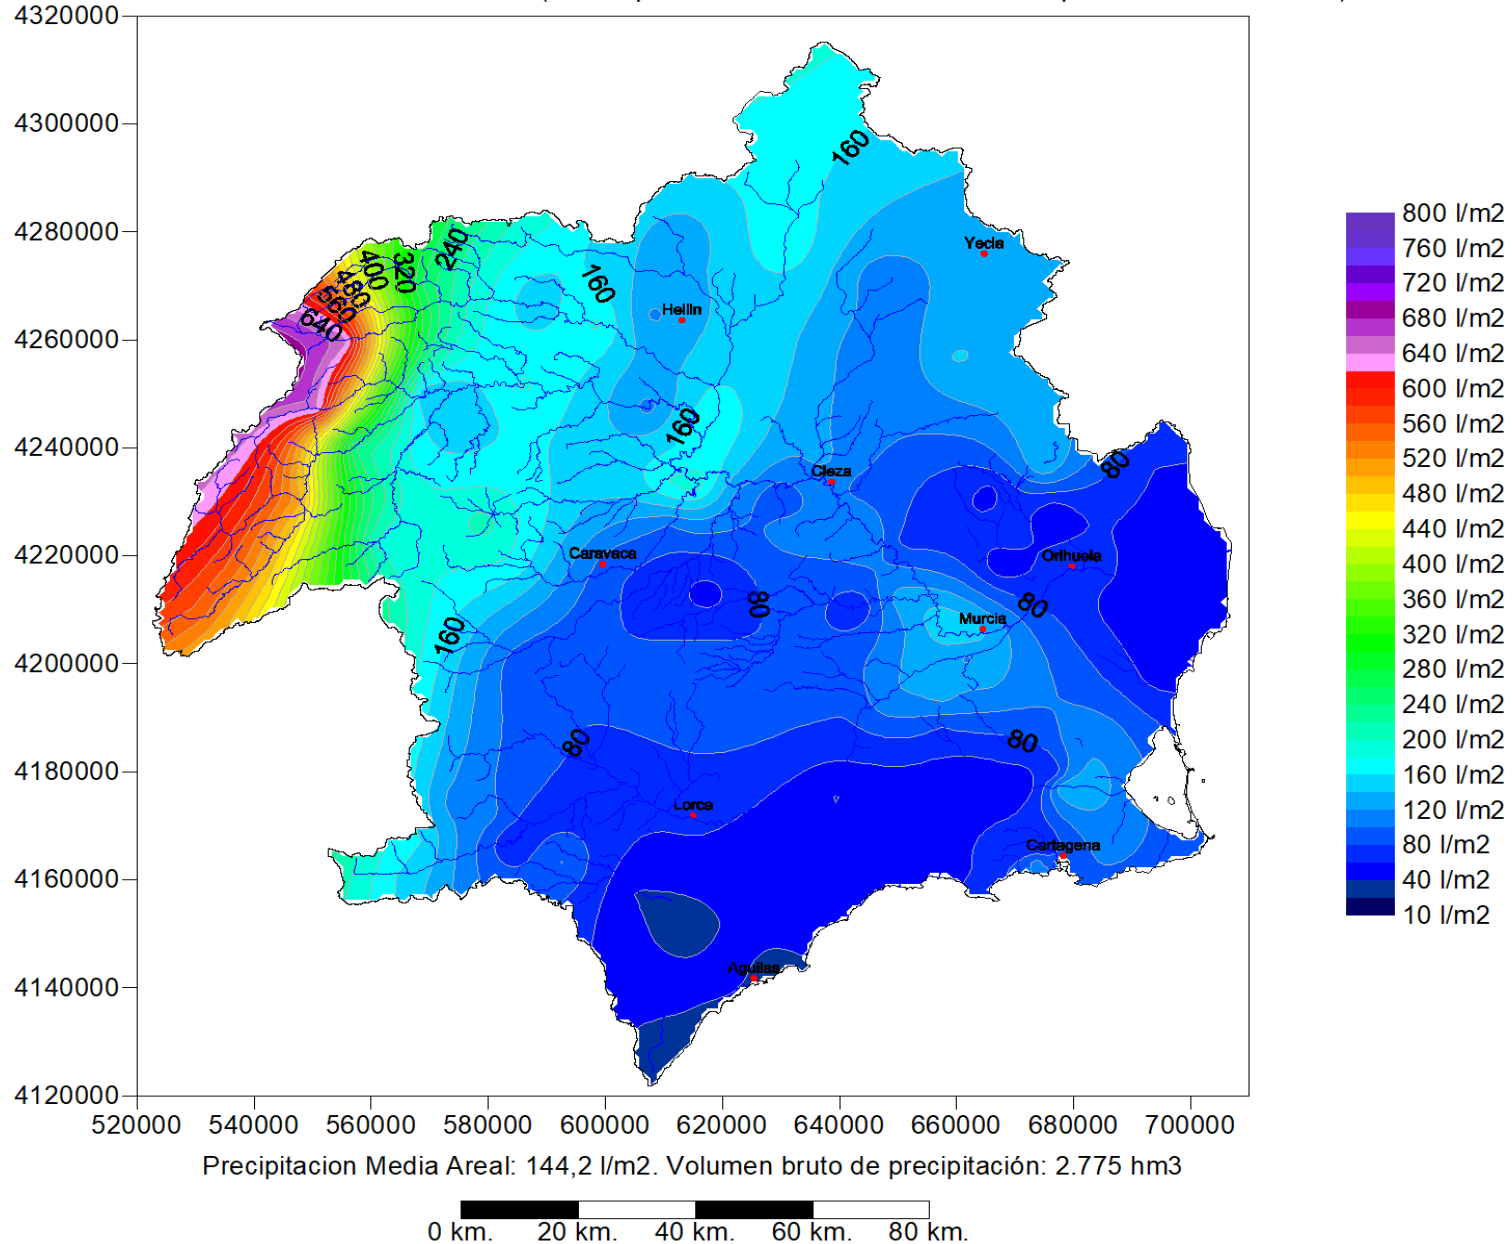 4320000
4300000
4280000
4260000
4240000
4220000
4200000
4180000
4160000
4140000
4120000
520000 540000 560000 580000 600000 620000 640000 660000 680000 700000
160
Yecla
240
320
400
480
560
640
160
Hellin
160
Cieza
80
Caravaca
Orihuela
80
80
Murcia
160
80
80
Lorca
Cartagena
Aguilas
800 l/m2
760 l/m2
720 l/m2
680 l/m2
640 l/m2
600 l/m2
560 l/m2
520 l/m2
480 l/m2
440 l/m2
400 l/m2
360 l/m2
320 l/m2
280 l/m2
240 l/m2
200 l/m2
160 l/m2
120 l/m2
80 l/m2
40 l/m2
10 l/m2
Precipitacion Media Areal: 144,2 l/m2. Volumen bruto de precipitación: 2.775 hm3
0 km. 20 km. 40 km. 60 km. 80 km.